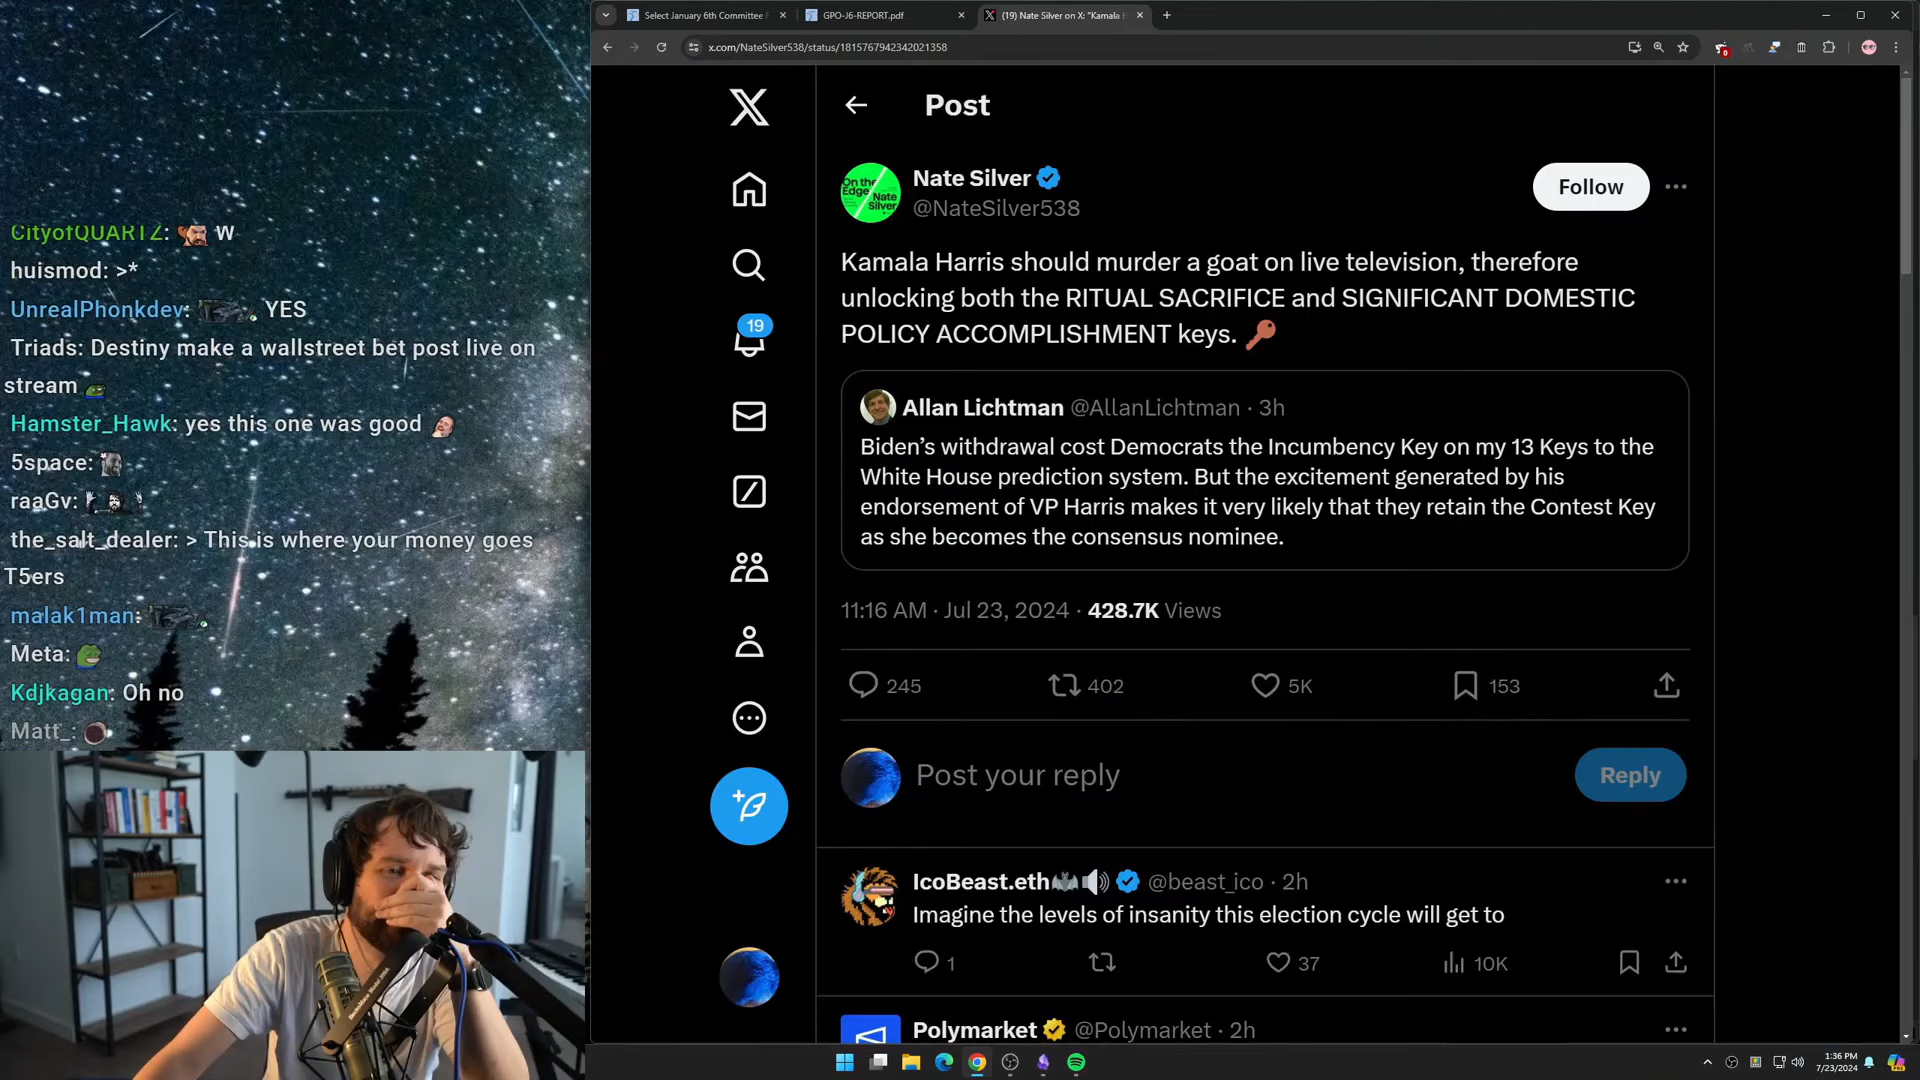 Select January 6th Committee
GPO-J6-REPORT.pdf
(19) Nate Silver on X: "Kamala
x.com/NateSilver538/status/1815767942342021358
0
CityofQUARTZ: W
huismod: >*
UnrealPhonkdev: YES
Triads: Destiny make a wallstreet bet post live on
stream
Hamster_Hawk: yes this one was good
5space:
raaGv:
the_salt_dealer: > This is where your money goes
T5ers
malak1man:
Meta:
Kdjkagan: Oh no
Matt_:
19
Post
On the
Edge
Nate
Silver
Nate Silver
@NateSilver538
Follow
Kamala Harris should murder a goat on live television, therefore
unlocking both the RITUAL SACRIFICE and SIGNIFICANT DOMESTIC
POLICY ACCOMPLISHMENT keys.
Allan Lichtman @AllanLichtman · 3h
Biden’s withdrawal cost Democrats the Incumbency Key on my 13 Keys to the
White House prediction system. But the excitement generated by his
endorsement of VP Harris makes it very likely that they retain the Contest Key
as she becomes the consensus nominee.
11:16 AM · Jul 23, 2024 · 428.7K Views
245 402 5K 153
Post your reply
Reply
IcoBeast.eth @beast_ico · 2h
Imagine the levels of insanity this election cycle will get to
1 37 10K
Polymarket @Polymarket · 2h
1:36 PM
7/23/2024